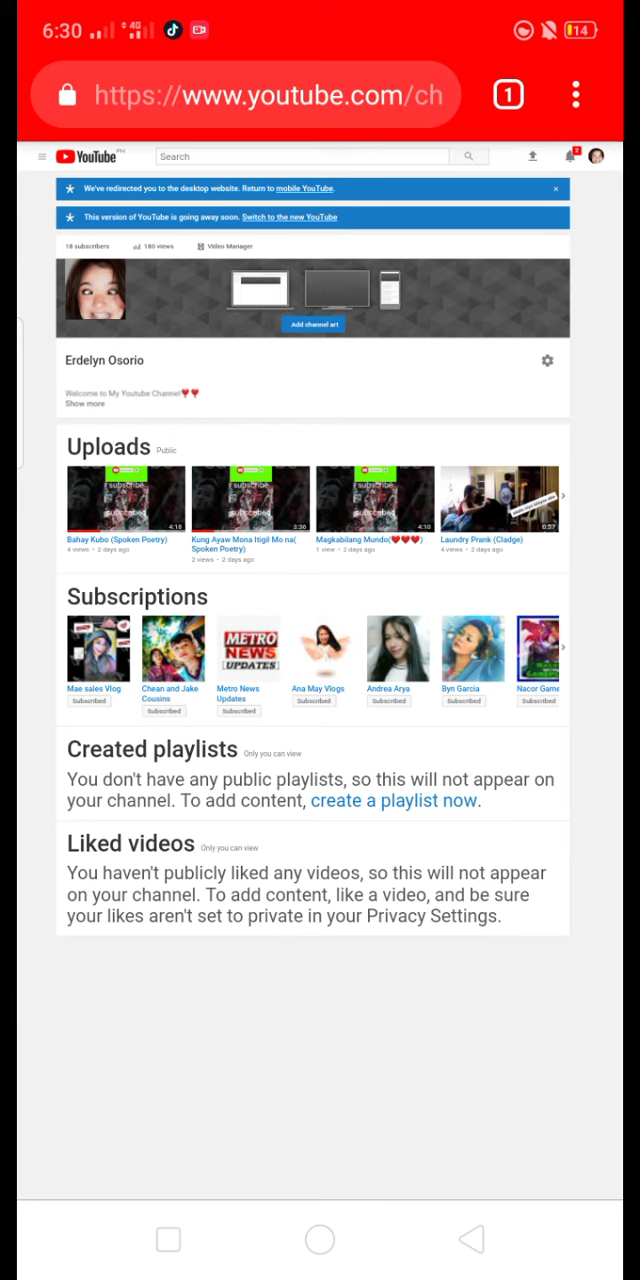 6:30
4G
14
https://www.youtube.com/ch
1
YouTube PH
Search
2
We've redirected you to the desktop website. Return to mobile YouTube.
×
This version of YouTube is going away soon. Switch to the new YouTube
18 subscribers
180 views
Video Manager
Add channel art
Erdelyn Osorio
Welcome to My Youtube Channel❣️❣️
Show more
Uploads Public
subscribe
subscribe
subscribe
4:16
3:36
4:10
0:57
Bahay Kubo (Spoken Poetry)
4 views • 2 days ago
Kung Ayaw Mona Itigil Mo na(
Spoken Poetry)
2 views • 2 days ago
Magkabilang Mundo(❤❤❤)
1 view • 2 days ago
Laundry Prank (Cladge)
4 views • 2 days ago
Subscriptions
METRO
NEWS
UPDATES
Mae sales Vlog
Subscribed
Chean and Jake
Cousins
Subscribed
Metro News
Updates
Subscribed
Ana May Vlogs
Subscribed
Andrea Arya
Subscribed
Byn Garcia
Subscribed
Nacor Game
Subscribed
Created playlists Only you can view
You don't have any public playlists, so this will not appear on
your channel. To add content, create a playlist now.
Liked videos Only you can view
You haven't publicly liked any videos, so this will not appear
on your channel. To add content, like a video, and be sure
your likes aren't set to private in your Privacy Settings.